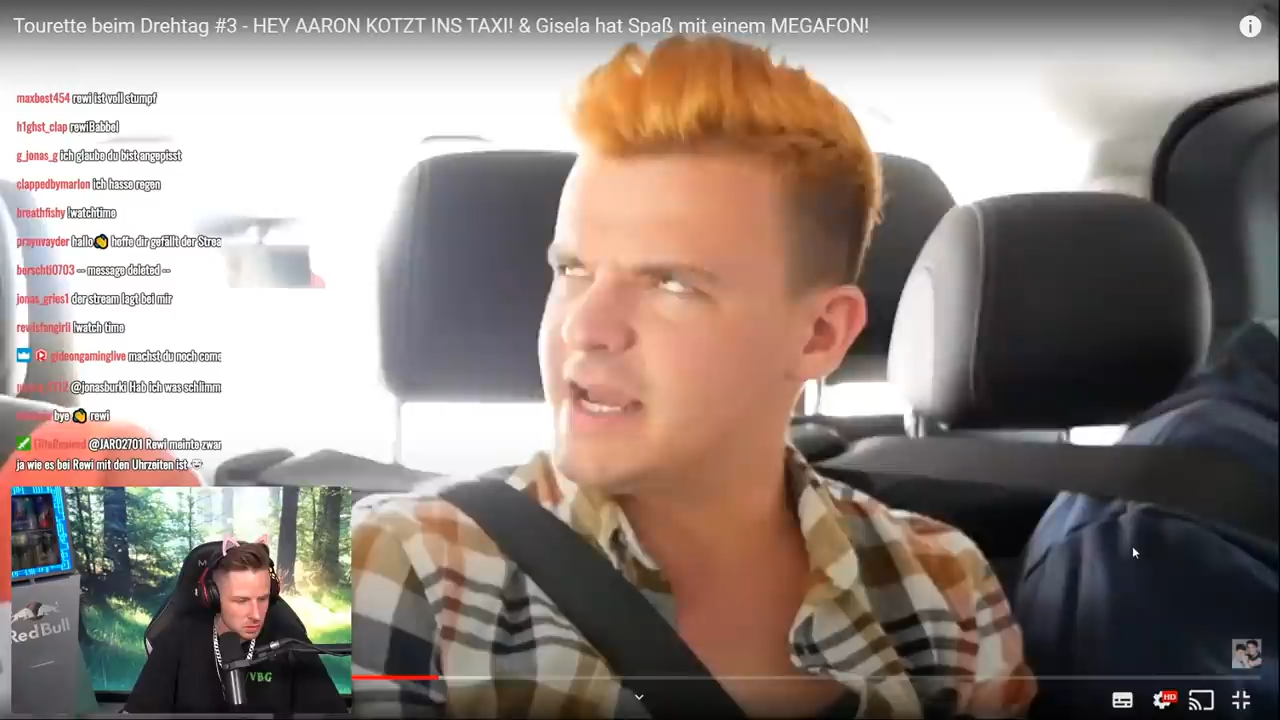 Tourette beim Drehtag #3 - HEY AARON KOTZT INS TAXI! & Gisela hat Spaß mit einem MEGAFON!
maxbest454 rewi ist voll stumpf
h1ghst_clap rewiBabbel
g_jonas_g ich glaube du bist angepisst
clappedbymarlon ich hasse regen
breathfishy !watchtime
praynvayder hallo hoffe dir gefällt der Strea
berschti0703 -- message deleted --
jonas_gries1 der stream lagt bei mir
rewisfangirli !watch time
gideongaminglive machst du noch come
@jonasburki Hab ich was schlimm
bye rewi
@JARO2701 Rewi meinte zwar
ja wie es bei Rewi mit den Uhrzeiten ist
HD
RedBull
VBG